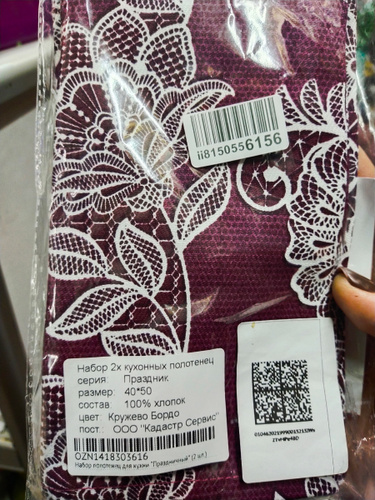 ii8150556156
Набор 2х кухонных полотенец
серия: Праздник
размер: 40*50
состав 100% хлопок
цвет: Кружево Бордо
пост.: ООО "Кадастр Сервис"
OZN1418303616
Набор полотенец для кухни "Праздничный" (2 шт.)